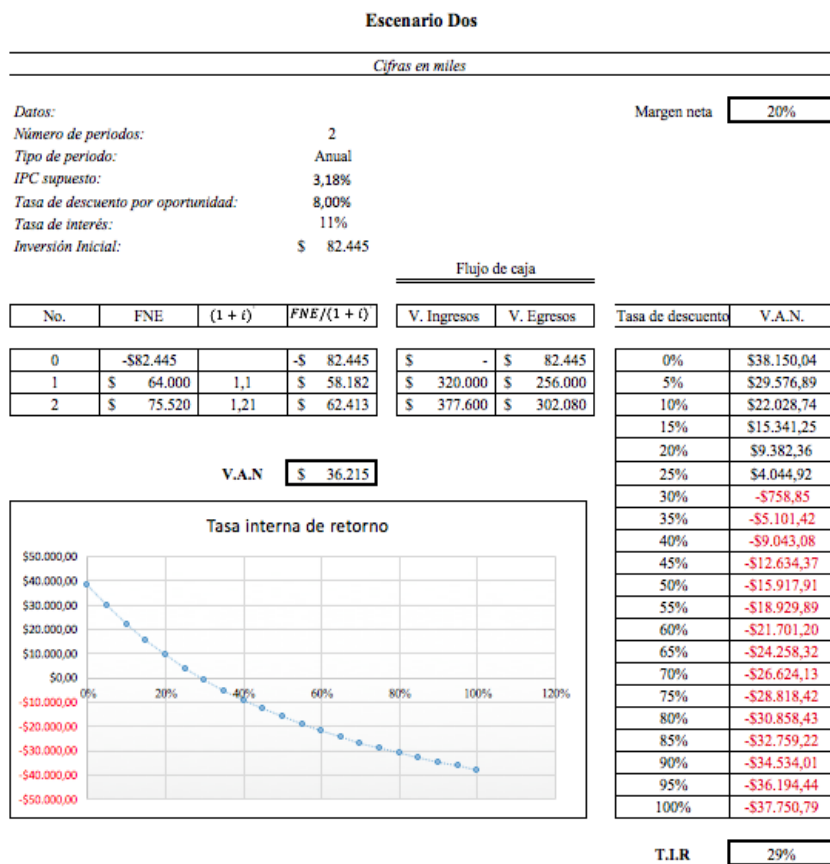 Escenario Dos
Cifras en miles
Datos: Margen neta 20%
Número de periodos: 2
Tipo de periodo: Anual
IPC supuesto: 3,18%
Tasa de descuento por oportunidad: 8,00%
Tasa de interés: 11%
Inversión Inicial: $ 82.445
Flujo de caja
No. FNE (1 + i) FNE/(1 + i) V. Ingresos V. Egresos Tasa de descuento V.A.N.
0 -$82.445 -$ 82.445 $ - $ 82.445 0% $38.150,04
1 $ 64.000 1,1 $ 58.182 $ 320.000 $ 256.000 5% $29.576,89
2 $ 75.520 1,21 $ 62.413 $ 377.600 $ 302.080 10% $22.028,74
15% $15.341,25
20% $9.382,36
V.A.N $ 36.215 25% $4.044,92
30% -$758,85
35% -$5.101,42
40% -$9.043,08
45% -$12.634,37
50% -$15.917,91
55% -$18.929,89
60% -$21.701,20
65% -$24.258,32
70% -$26.624,13
75% -$28.818,42
80% -$30.858,43
85% -$32.759,22
90% -$34.534,01
95% -$36.194,44
100% -$37.750,79
Tasa interna de retorno
$50.000,00
$40.000,00
$30.000,00
$20.000,00
$10.000,00
$0,00
0% 20% 40% 60% 80% 100% 120%
-$10.000,00
-$20.000,00
-$30.000,00
-$40.000,00
-$50.000,00
T.I.R 29%